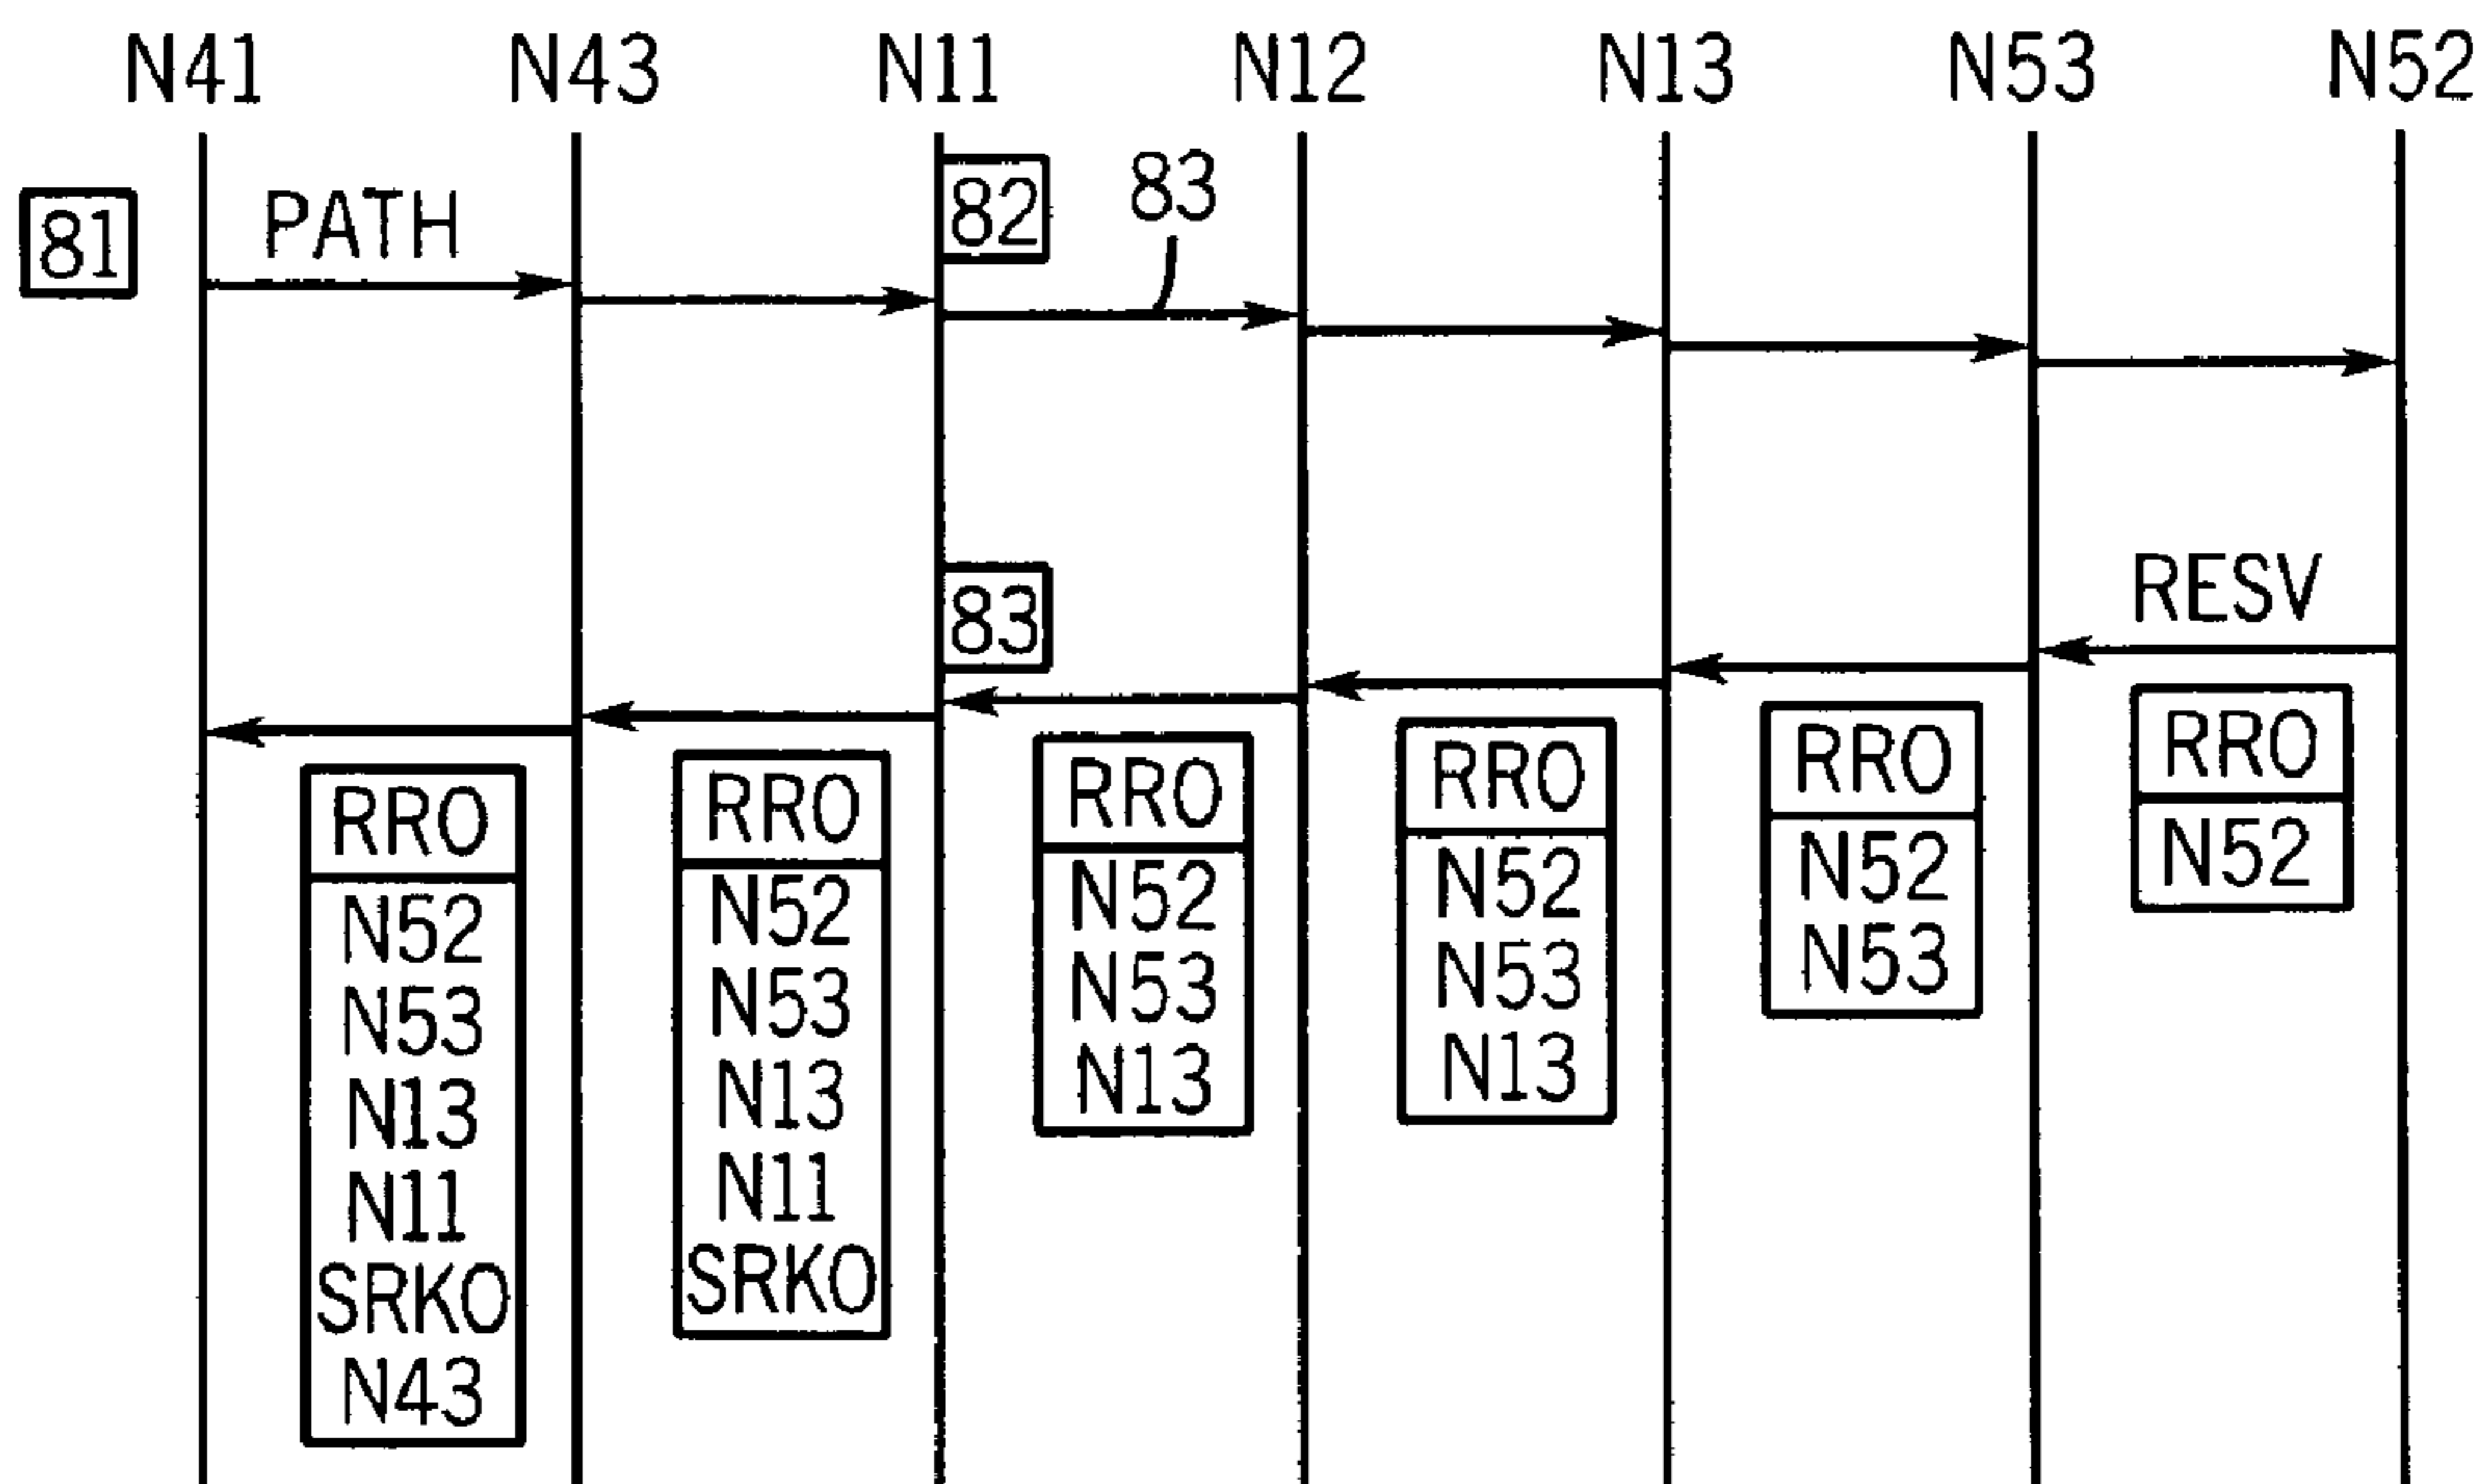 N41 N43 N11 N12 N13 N53 N52
81 PATH 82 83
RESV
83
RRO
N52
N53
N13
N11
SRKO
N43
RRO
N52
N53
N13
N11
SRKO
RRO
N52
N53
N13
RRO
N52
N53
N13
RRO
N52
N53
RRO
N52